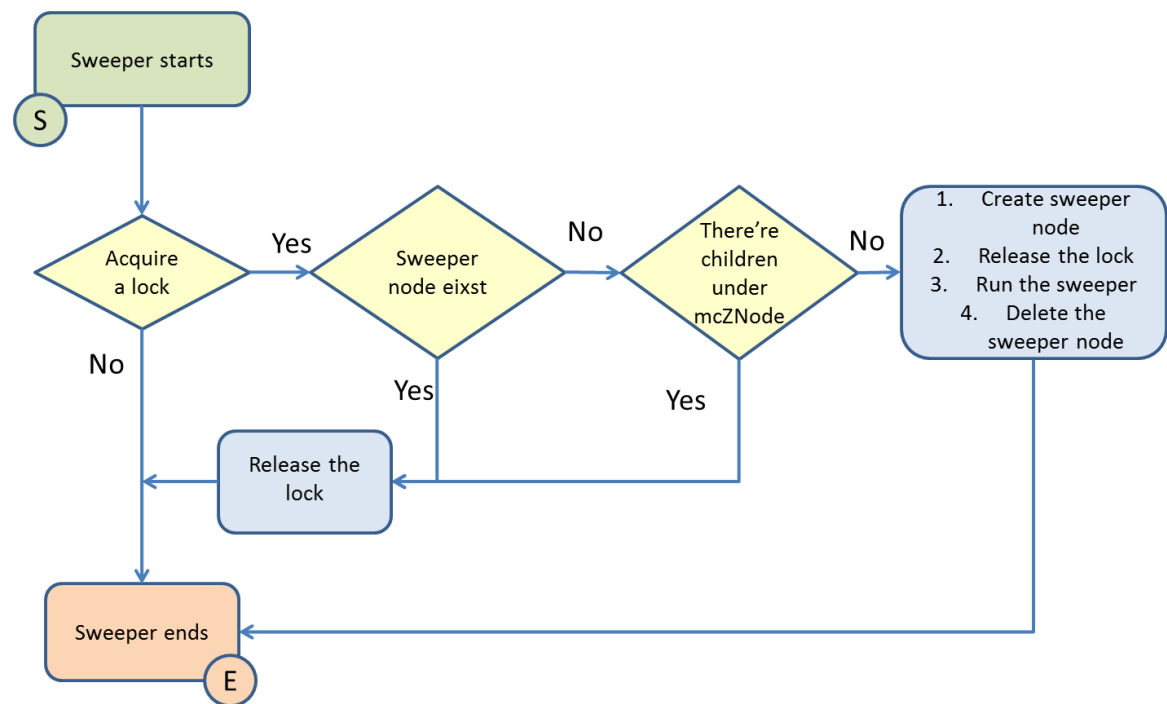 Sweeper starts
S
Acquire
a lock
Yes
Sweeper
node eixst
No
There're
children
under
mcZNode
No
1. Create sweeper
node
2. Release the lock
3. Run the sweeper
4. Delete the
sweeper node
No
Yes
Yes
Release the
lock
Sweeper ends
E